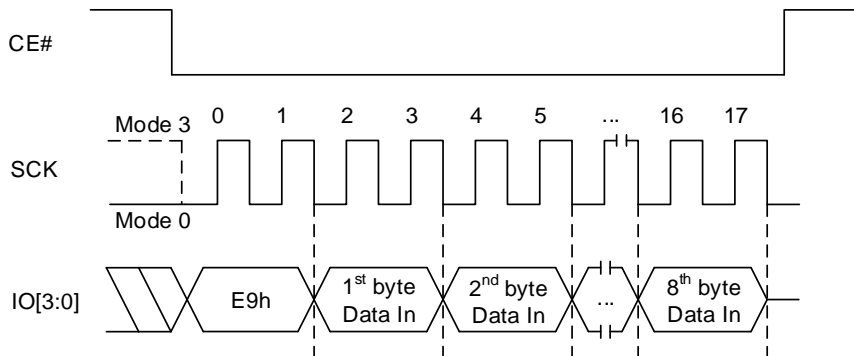 CE#
Mode 3
0 1 2 3 4 5 ... 16 17
SCK
Mode 0
IO[3:0]
E9h
1st byte
Data In
2nd byte
Data In
...
8th byte
Data In